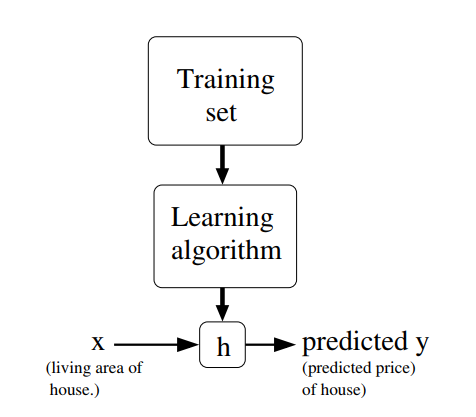 Training
set
Learning
algorithm
x
h
predicted y
(living area of
house.)
(predicted price)
of house)